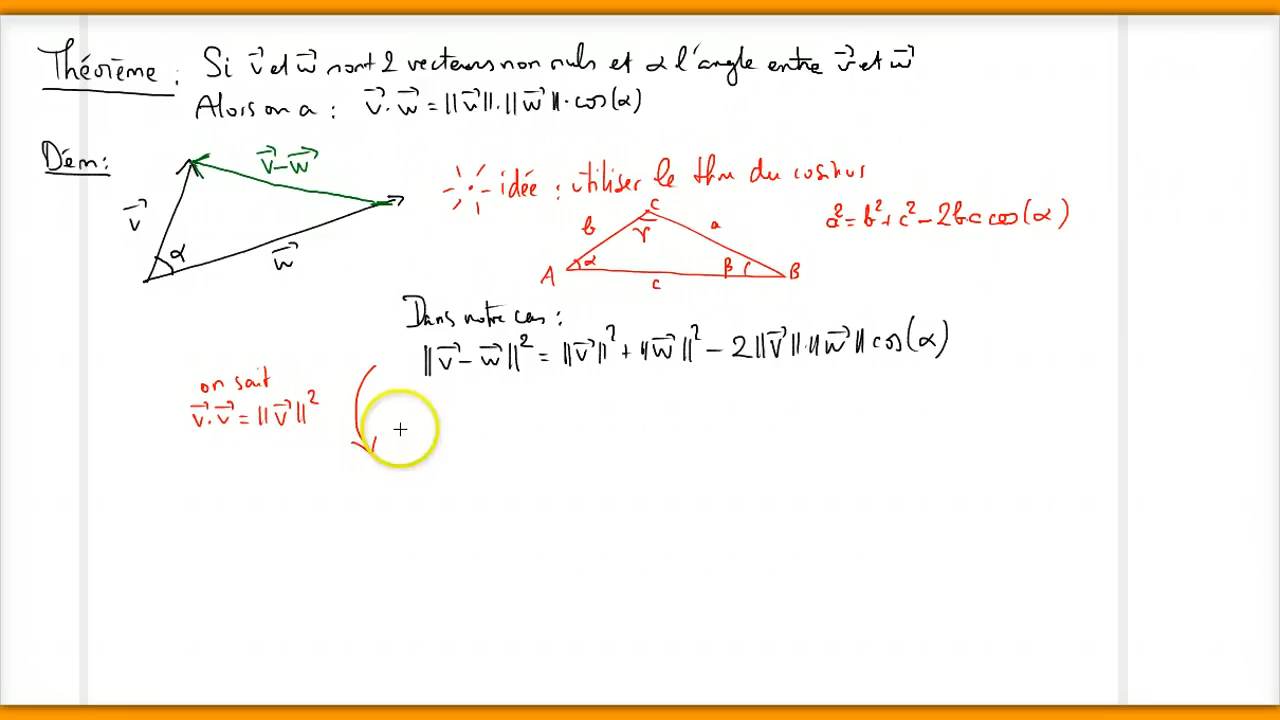 Théorème : Si v⃗ et w⃗ sont 2 vecteurs non nuls et α l'angle entre v⃗ et w⃗
Alors on a : v⃗ · w⃗ = ||v⃗|| · ||w⃗|| · cos(α)
Dém :
v⃗ - w⃗
v⃗
α
w⃗
idée : utiliser le thm du cosinus
a² = b² + c² - 2bc cos(α)
C
b
γ
a
A
α
β
B
c
Dans notre cas :
||v⃗ - w⃗||² = ||v⃗||² + ||w⃗||² - 2||v⃗|| · ||w⃗|| cos(α)
on sait
v⃗ · v⃗ = ||v⃗||²